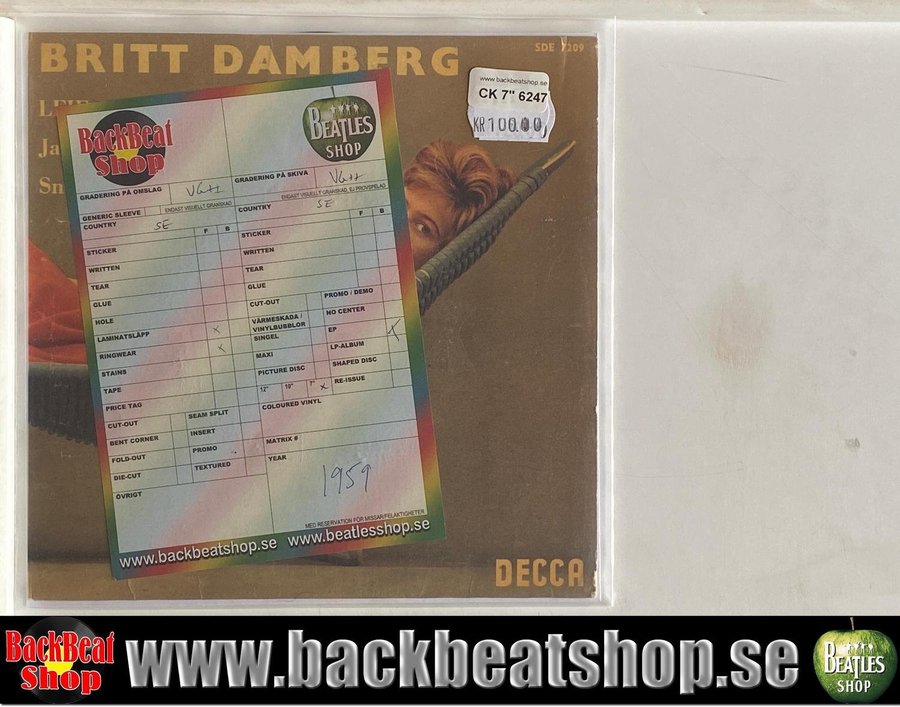 BRITT DAMBERG
SDE 7209
www.backbeatshop.se
CK 7" 6247
KR 100.00
BackBeat
Shop
BEATLES
SHOP
GRADERING PÅ OMSLAG
GRADERING PÅ SKIVA
ENDAST VISUELLT GRANSKAD
ENDAST VISUELLT GRANSKAD, EJ PROVSPELAD
GENERIC SLEEVE
COUNTRY SE
F B
STICKER
WRITTEN
TEAR
GLUE
HOLE
LAMINATSLÄPP x
RINGWEAR x
STAINS
TAPE
PRICE TAG
CUT-OUT
SEAM SPLIT
BENT CORNER
INSERT
FOLD-OUT
PROMO
DIE-CUT
TEXTURED
ÖVRIGT
COUNTRY SE
F B
STICKER
WRITTEN
TEAR
GLUE
CUT-OUT
PROMO / DEMO
VÄRMESKADA /
VINYLBUBBLOR
NO CENTER
SINGEL
EP x
MAXI
LP-ALBUM
PICTURE DISC
SHAPED DISC
12" 10" 7" x
RE-ISSUE
COLOURED VINYL
MATRIX #
YEAR
1959
MED RESERVATION FÖR MISSAR/FELAKTIGHETER
www.backbeatshop.se www.beatlesshop.se
DECCA
BackBeat
Shop
www.backbeatshop.se
BEATLES
SHOP